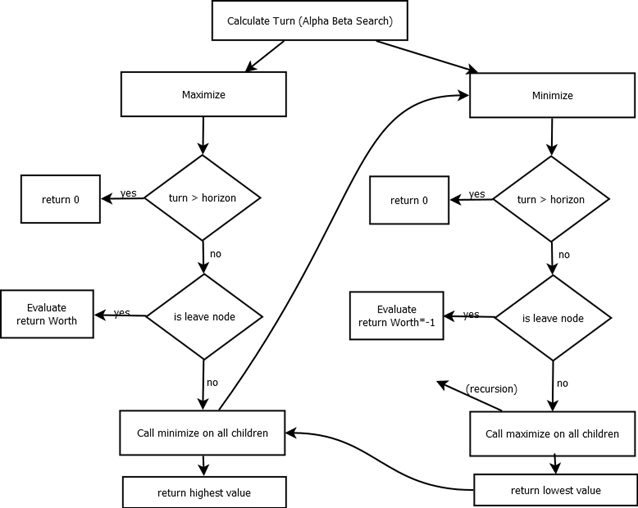 Calculate Turn (Alpha Beta Search)
Maximize
Minimize
turn > horizon
yes
return 0
no
turn > horizon
yes
return 0
no
is leave node
yes
Evaluate
return Worth
no
is leave node
yes
Evaluate
return Worth*-1
no
(recursion)
Call minimize on all children
Call maximize on all children
return highest value
return lowest value